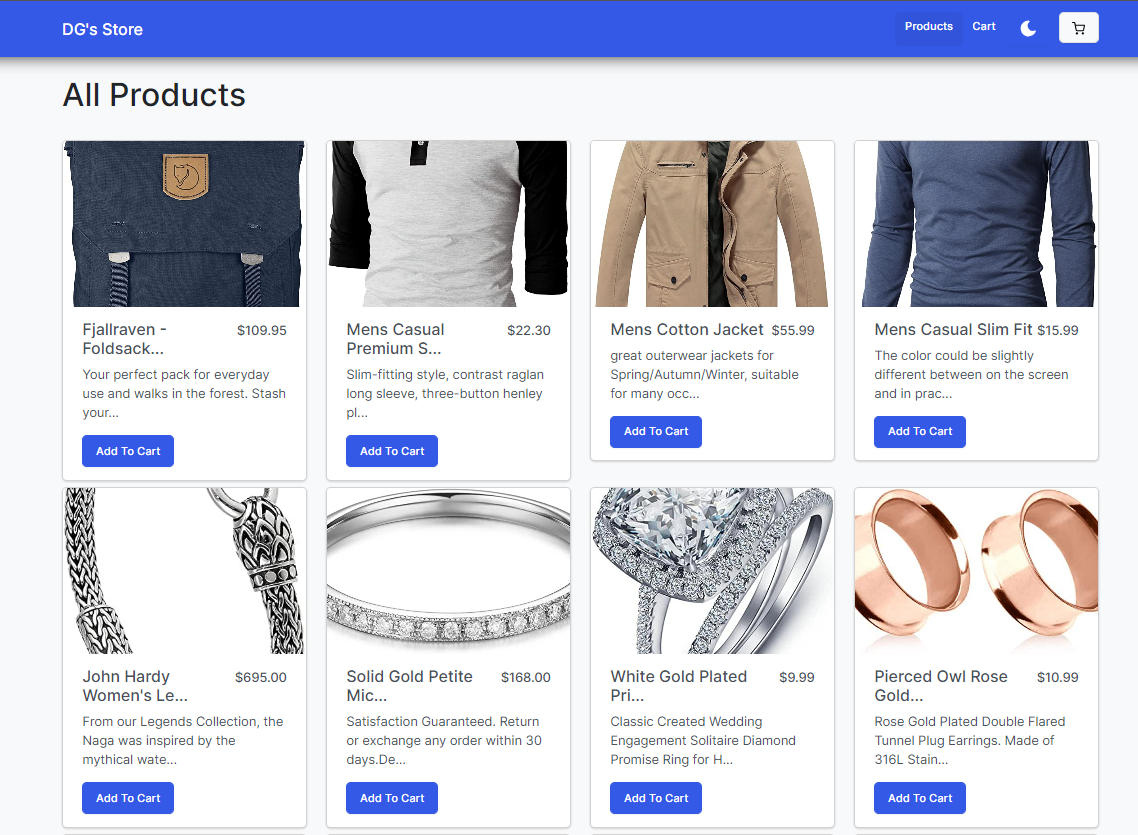 DG's Store
Products
Cart
All Products
Fjallraven -
Foldsack...
$109.95
Your perfect pack for everyday
use and walks in the forest. Stash
your...
Add To Cart
Mens Casual
Premium S...
$22.30
Slim-fitting style, contrast raglan
long sleeve, three-button henley
pl...
Add To Cart
Mens Cotton Jacket
$55.99
great outerwear jackets for
Spring/Autumn/Winter, suitable
for many occ...
Add To Cart
Mens Casual Slim Fit
$15.99
The color could be slightly
different between on the screen
and in prac...
Add To Cart
John Hardy
Women's Le...
$695.00
From our Legends Collection, the
Naga was inspired by the
mythical wate...
Add To Cart
Solid Gold Petite
Mic...
$168.00
Satisfaction Guaranteed. Return
or exchange any order within 30
days.De...
Add To Cart
White Gold Plated
Pri...
$9.99
Classic Created Wedding
Engagement Solitaire Diamond
Promise Ring for H...
Add To Cart
Pierced Owl Rose
Gold...
$10.99
Rose Gold Plated Double Flared
Tunnel Plug Earrings. Made of
316L Stain...
Add To Cart